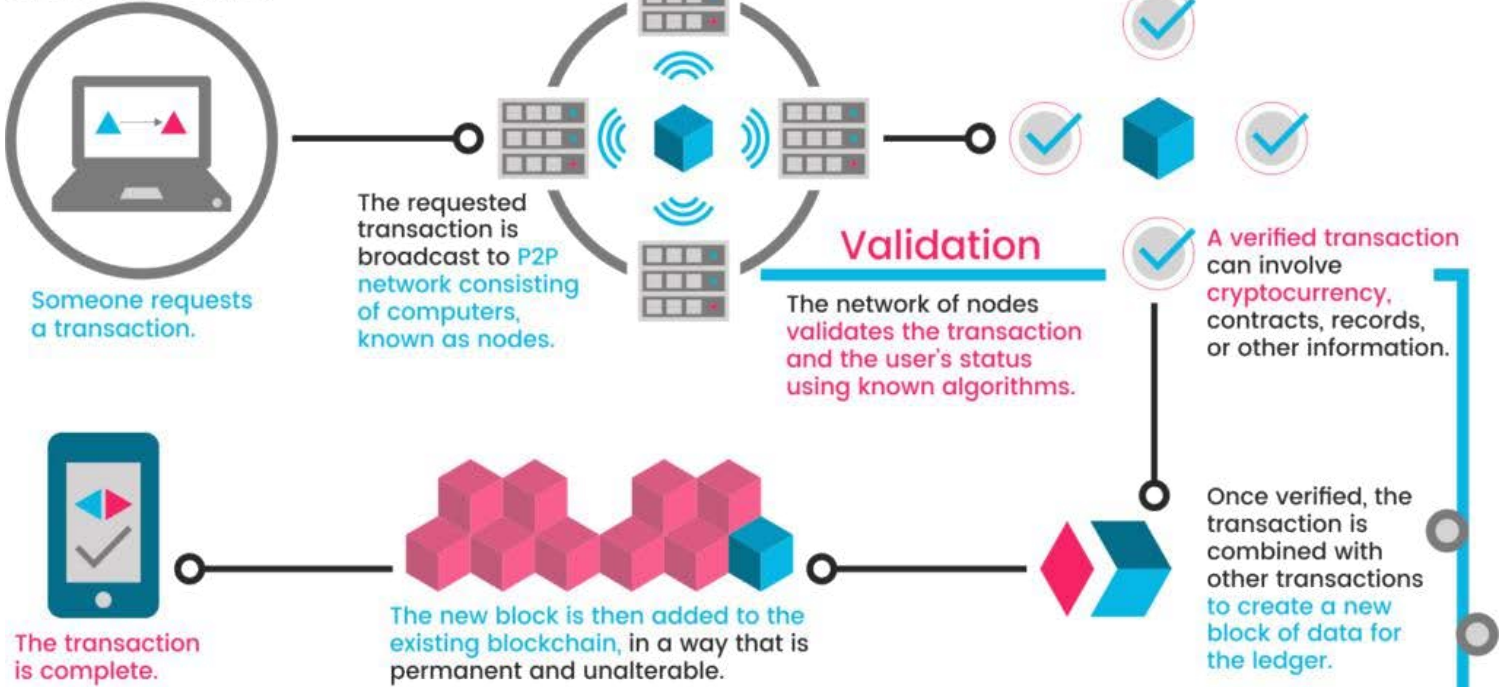 Someone requests
a transaction.
The requested
transaction is
broadcast to P2P
network consisting
of computers,
known as nodes.
Validation
The network of nodes
validates the transaction
and the user's status
using known algorithms.
A verified transaction
can involve
cryptocurrency,
contracts, records,
or other information.
Once verified, the
transaction is
combined with
other transactions
to create a new
block of data for
the ledger.
The new block is then added to the
existing blockchain, in a way that is
permanent and unalterable.
The transaction
is complete.